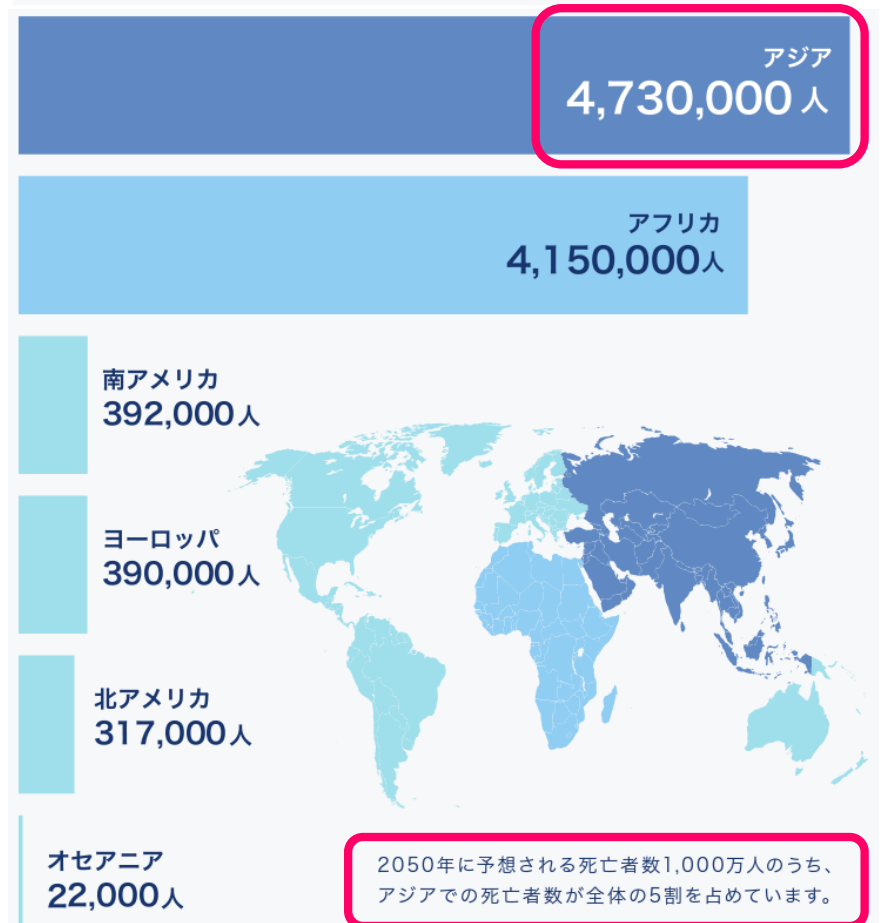 アジア
4,730,000人
アフリカ
4,150,000人
南アメリカ
392,000人
ヨーロッパ
390,000人
北アメリカ
317,000人
オセアニア
22,000人
2050年に予想される死亡者数1,000万人のうち、
アジアでの死亡者数が全体の5割を占めています。